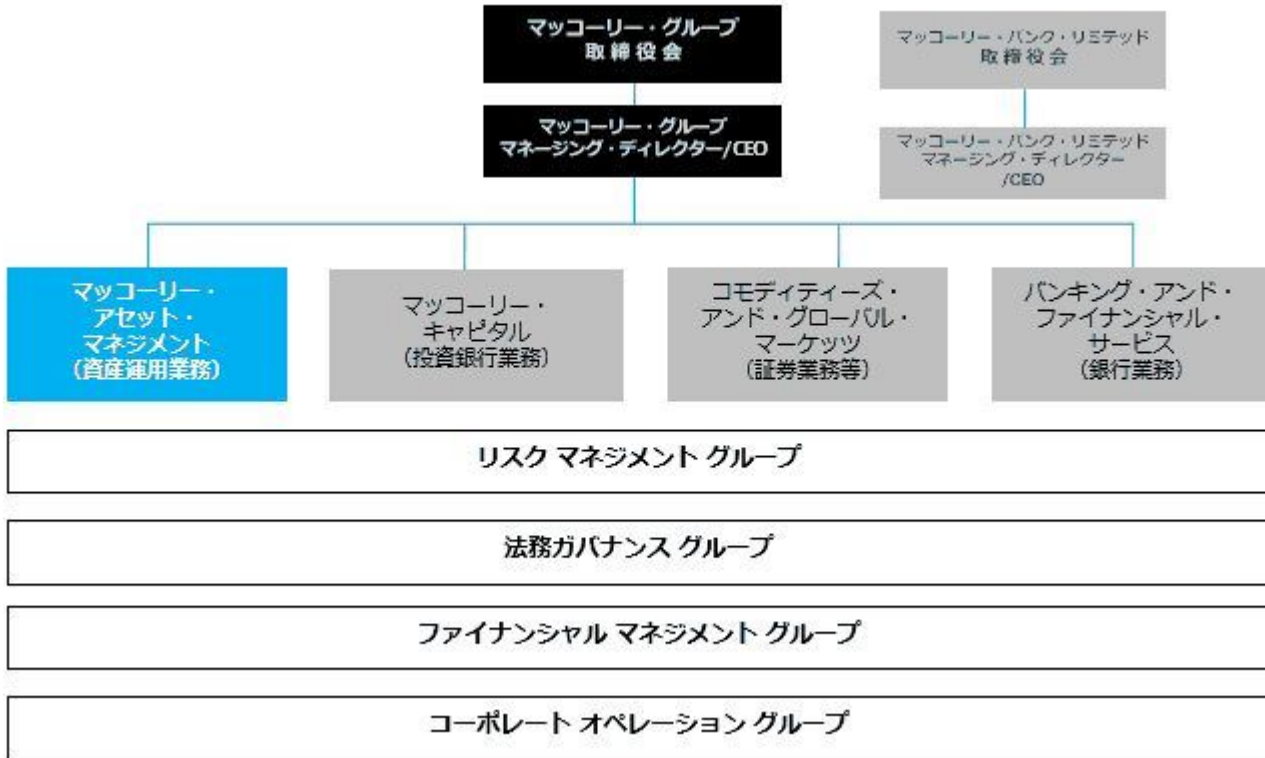 マッコーリー・グループ
取 締 役 会
マッコーリー・バンク・リミテッド
取 締 役 会
マッコーリー・グループ
マネージング・ディレクター/CEO
マッコーリー・バンク・リミテッド
マネージング・ディレクター
/CEO
マッコーリー・
アセット・
マネジメント
(資産運用業務)
マッコーリー・
キャピタル
(投資銀行業務)
コモディティーズ・
アンド・グローバル・
マーケッツ
(証券業務等)
バンキング・アンド・
ファイナンシャル・
サービス
(銀行業務)
リスク マネジメント グループ
法務ガバナンス グループ
ファイナンシャル マネジメント グループ
コーポレート オペレーション グループ